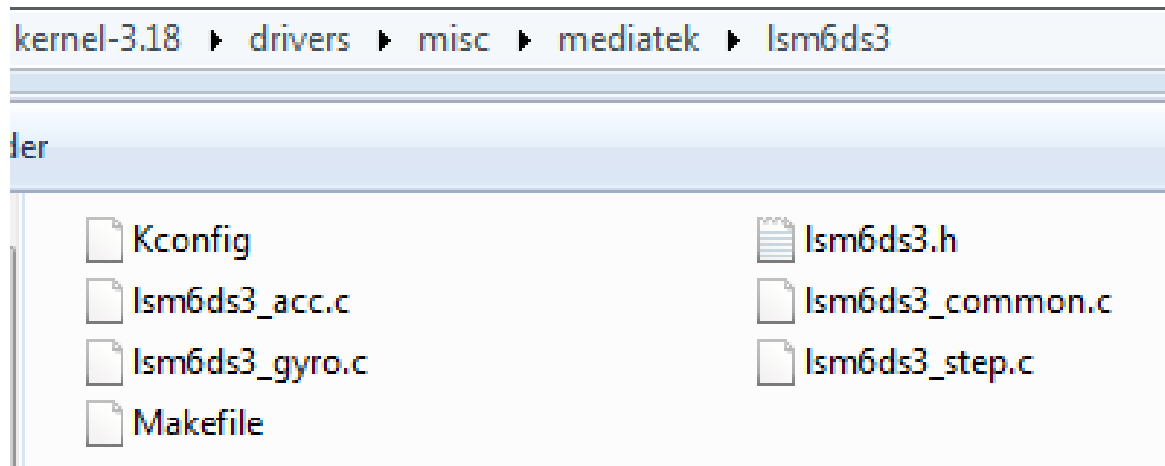 kernel-3.18 ▸ drivers ▸ misc ▸ mediatek ▸ lsm6ds3
der
Kconfig lsm6ds3.h
lsm6ds3_acc.c lsm6ds3_common.c
lsm6ds3_gyro.c lsm6ds3_step.c
Makefile